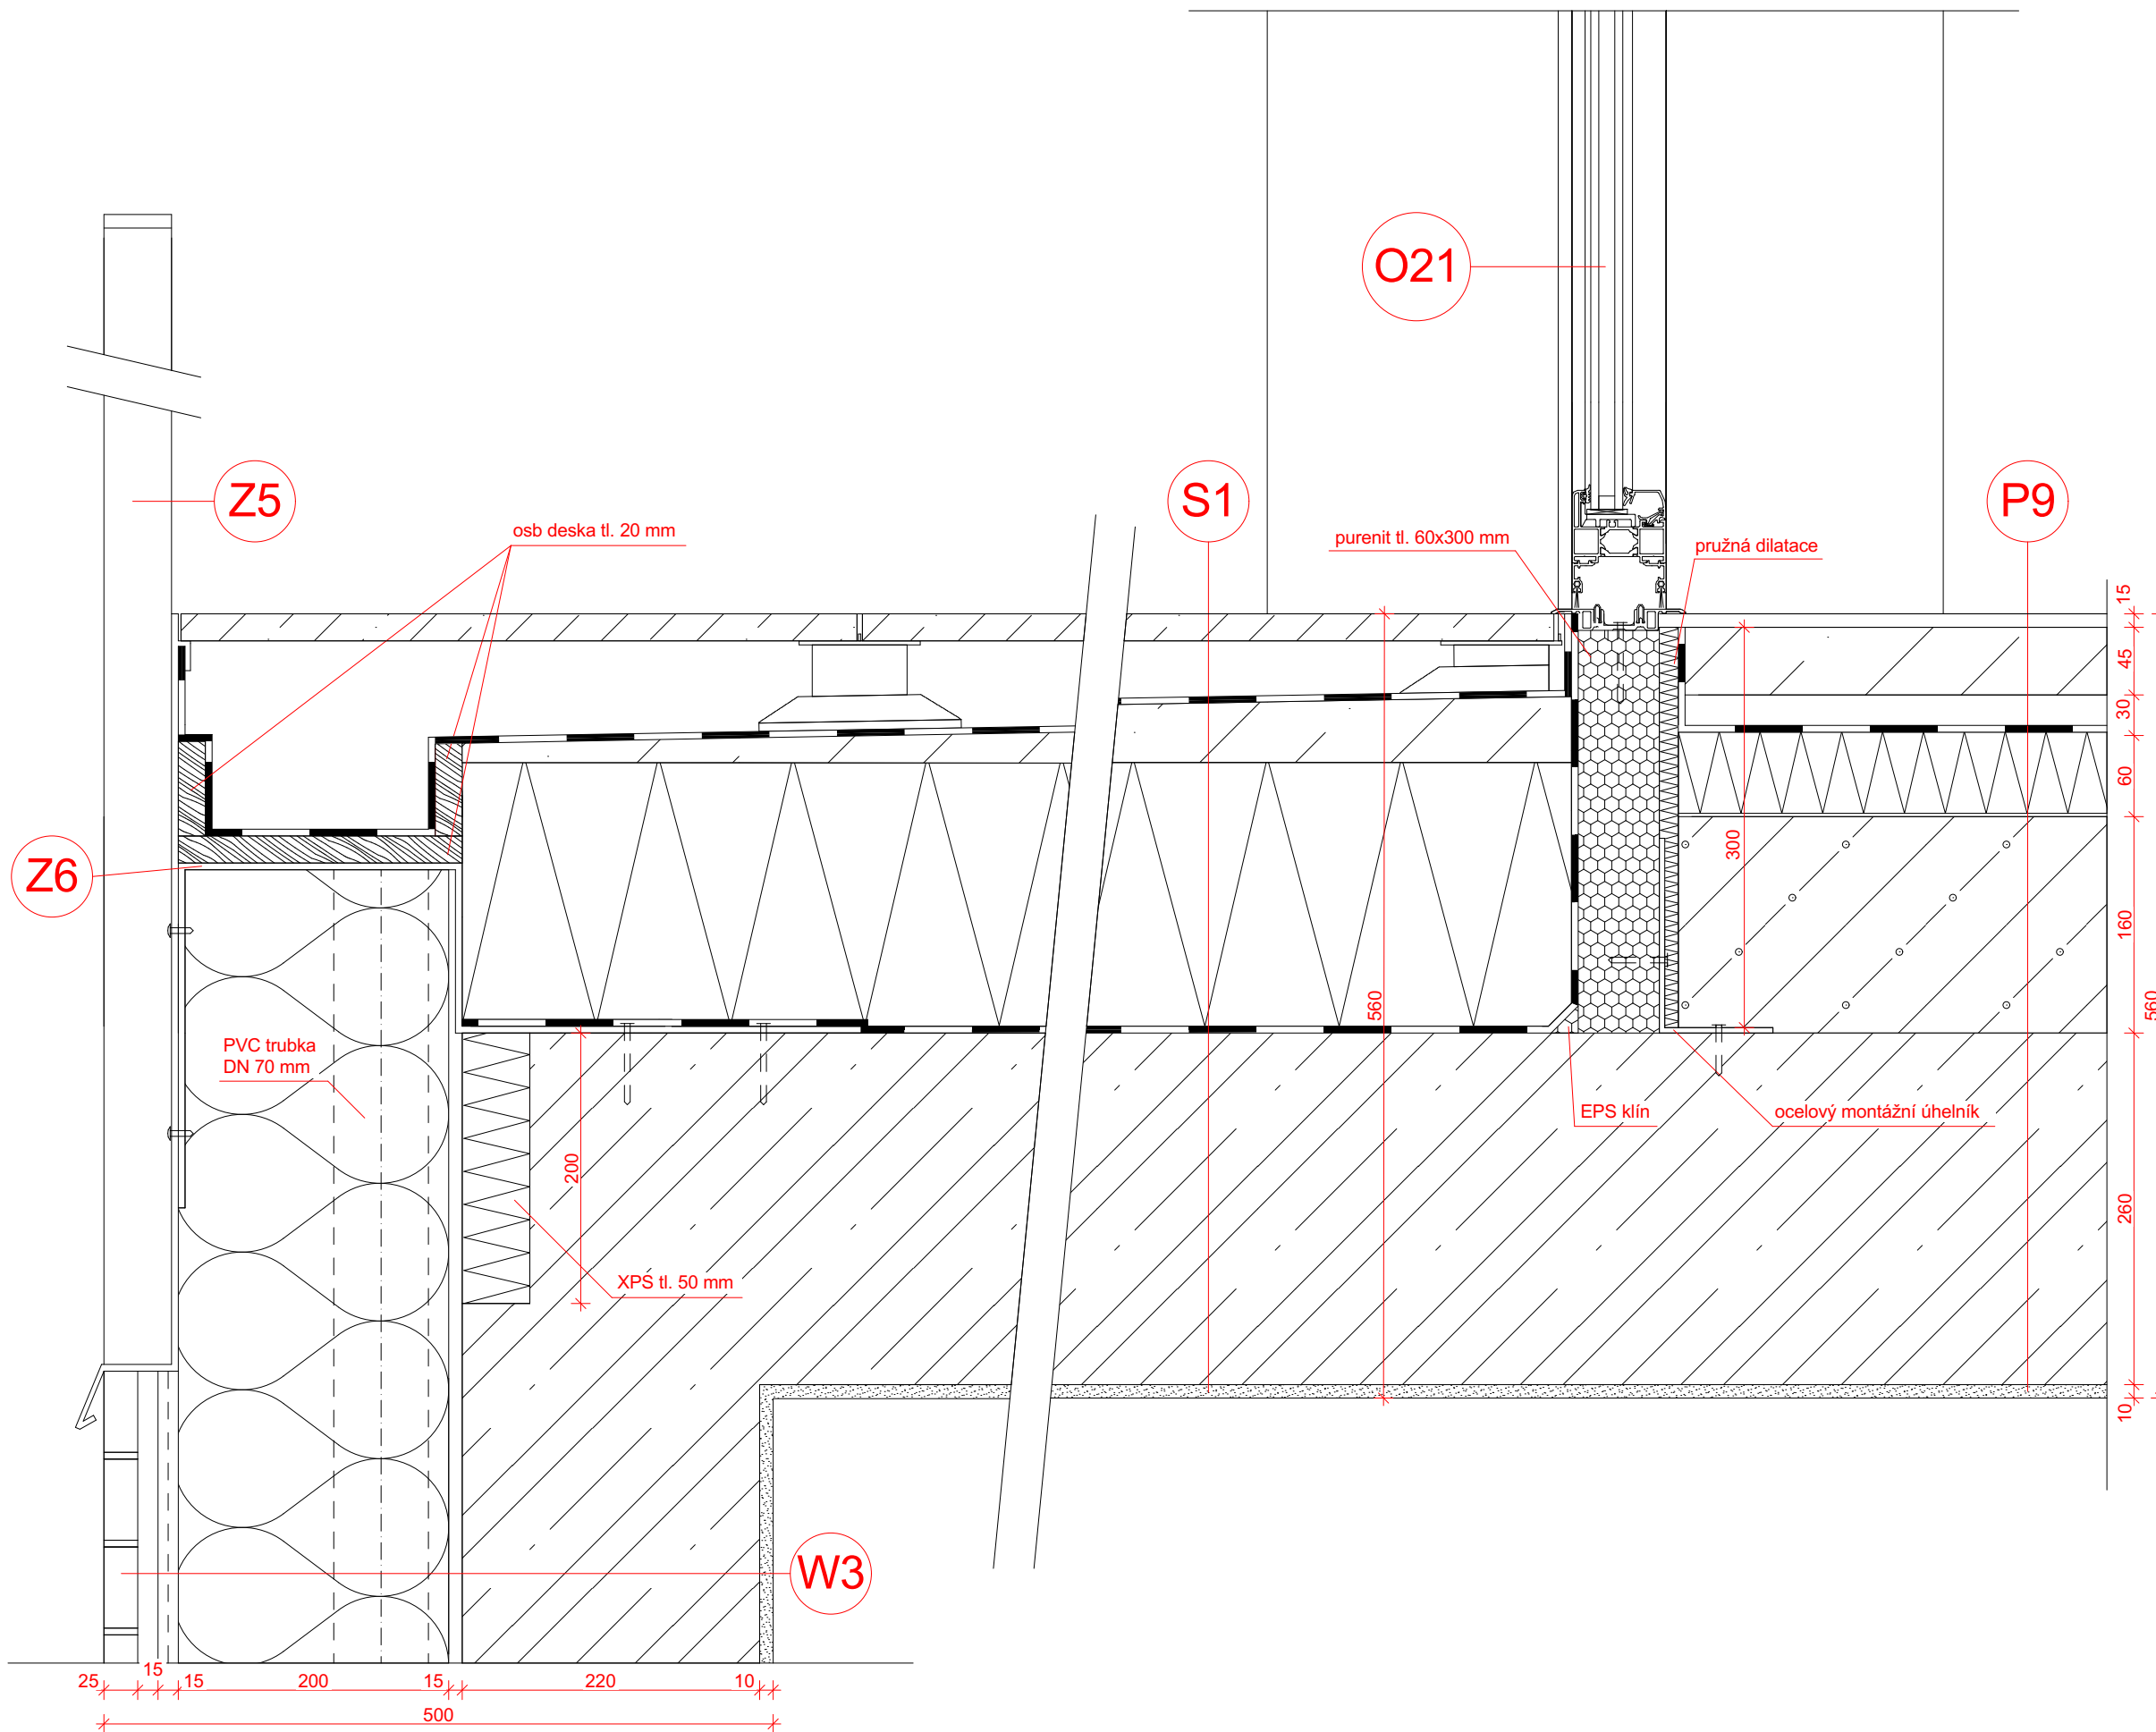 O21
Z5
S1
P9
osb deska tl. 20 mm
purenit tl. 60x300 mm
pružná dilatace
15
45
30
60
300
Z6
160
560
560
PVC trubka
DN 70 mm
EPS klín
ocelový montážní úhelník
200
260
XPS tl. 50 mm
10
W3
25
15
15
200
15
220
10
500